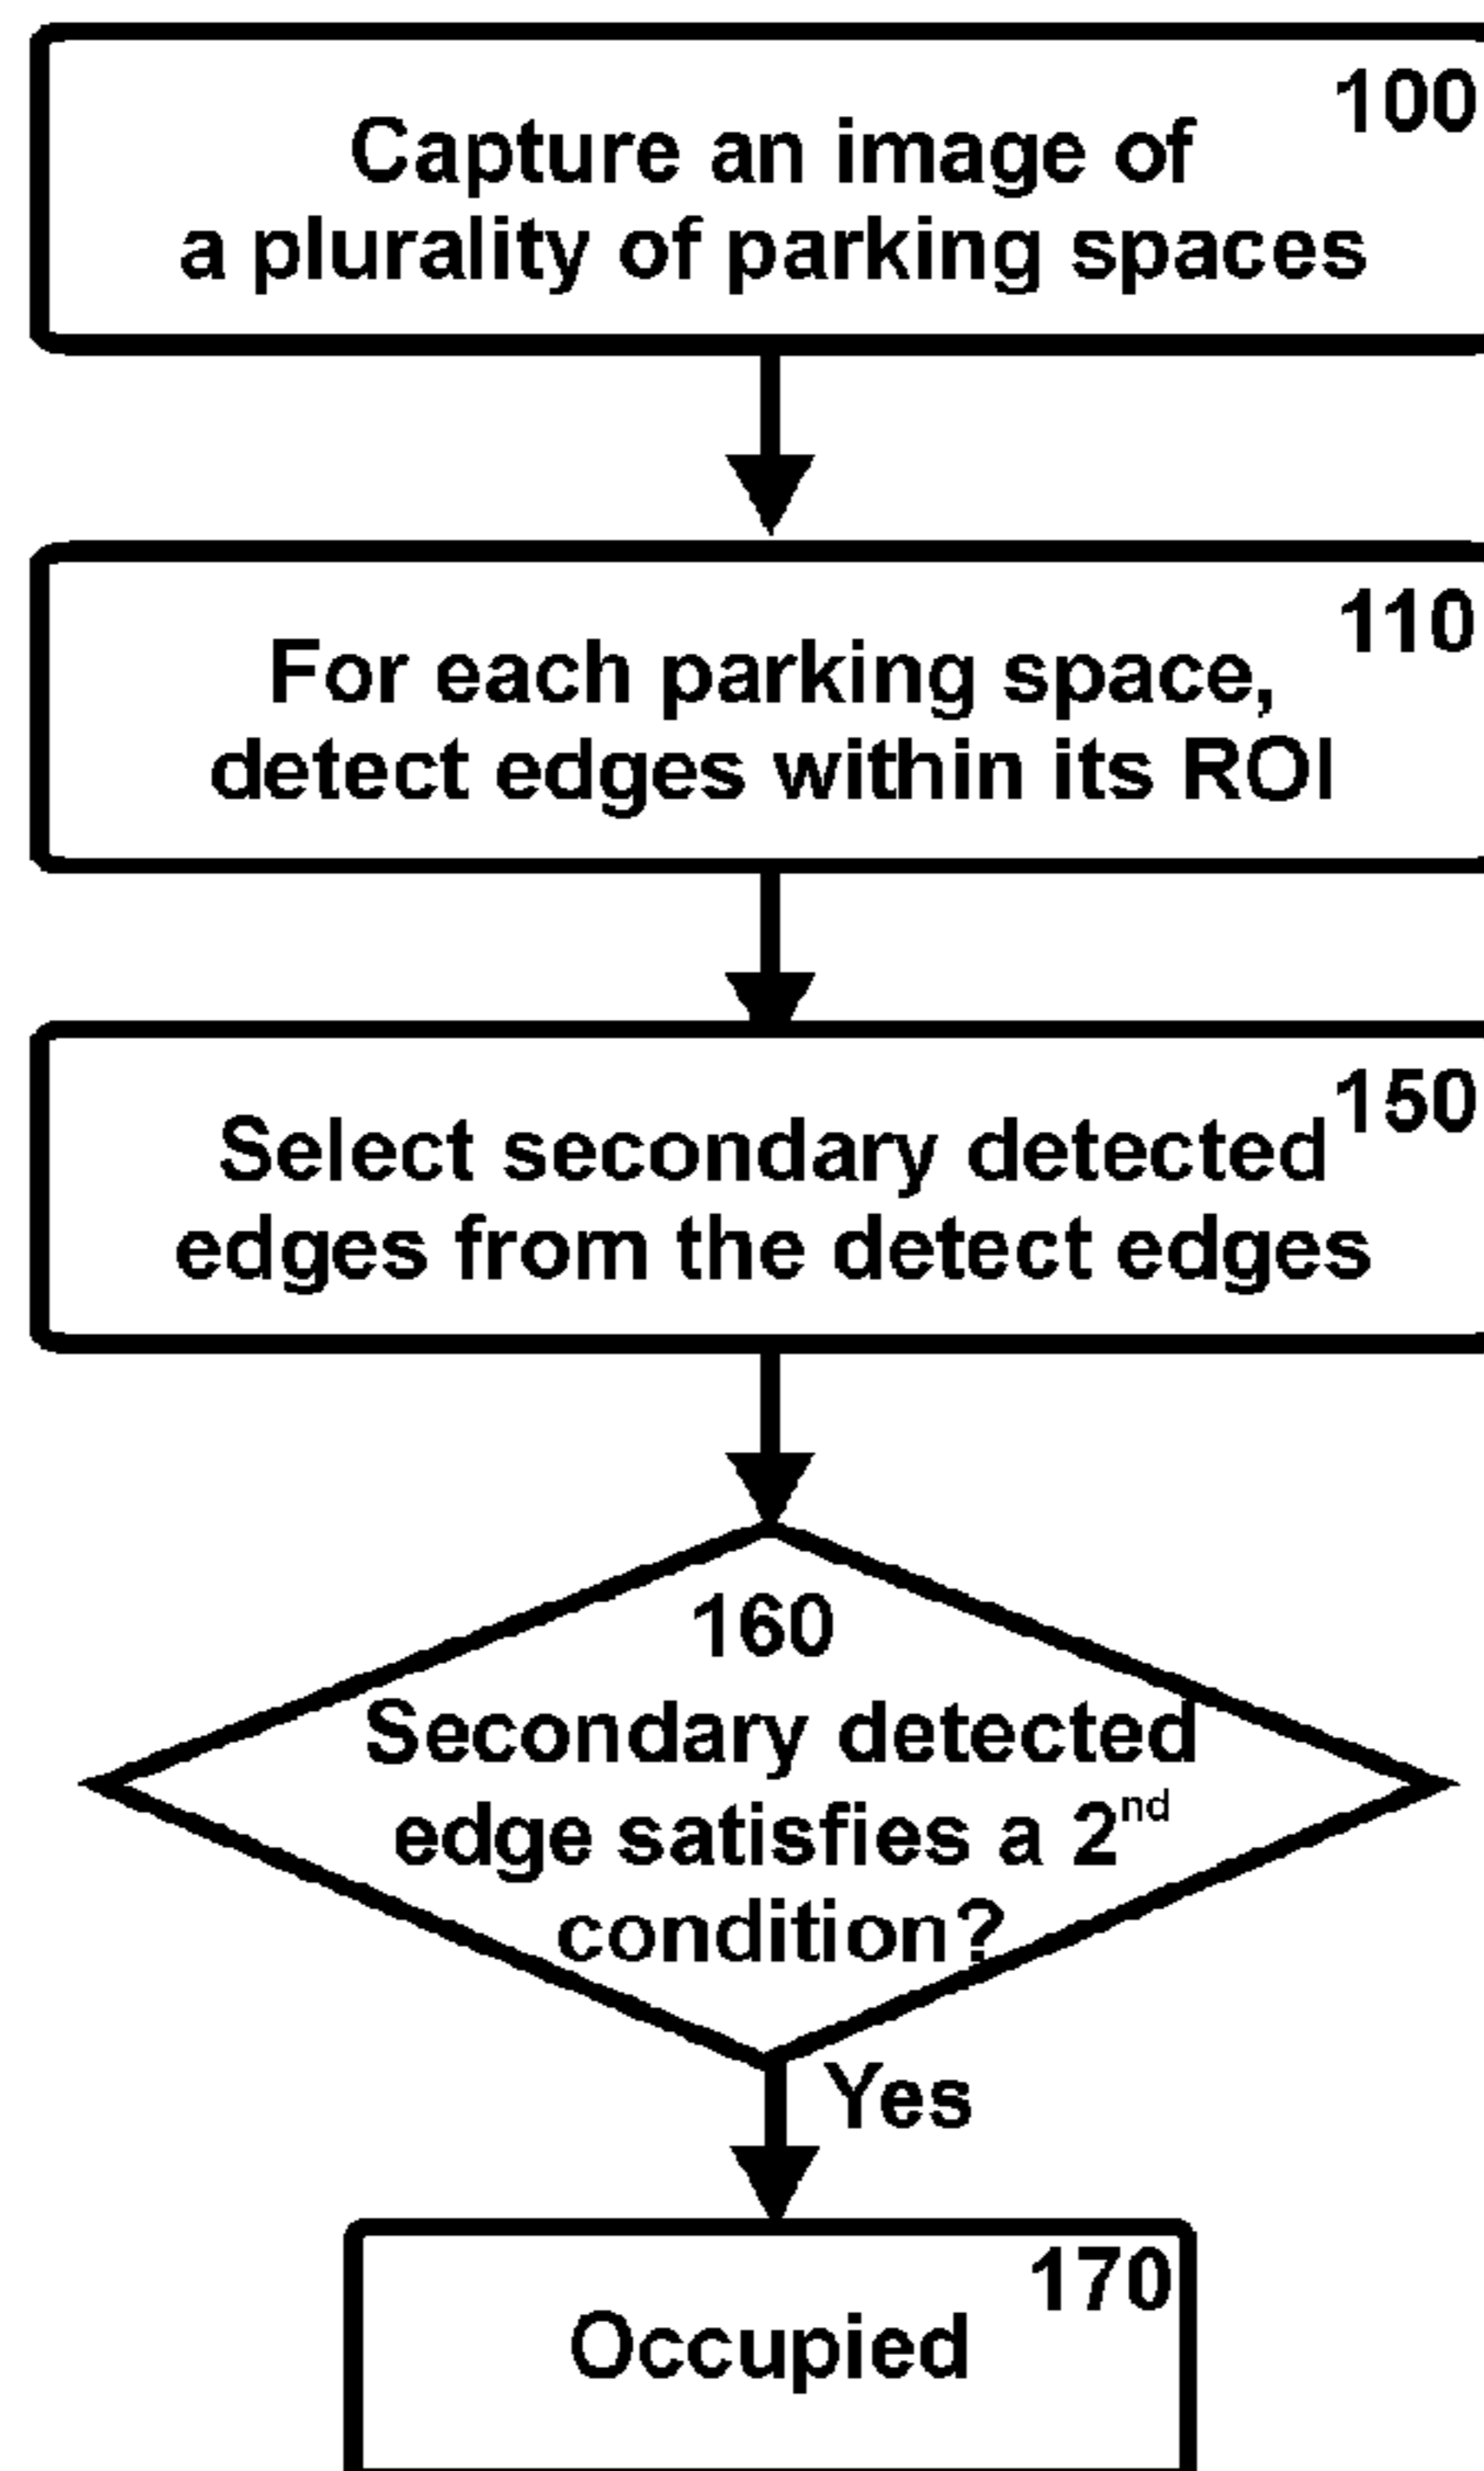 100
Capture an image of
a plurality of parking spaces
110
For each parking space,
detect edges within its ROI
150
Select secondary detected
edges from the detect edges
160
Secondary detected
edge satisfies a 2nd
condition?
Yes
170
Occupied